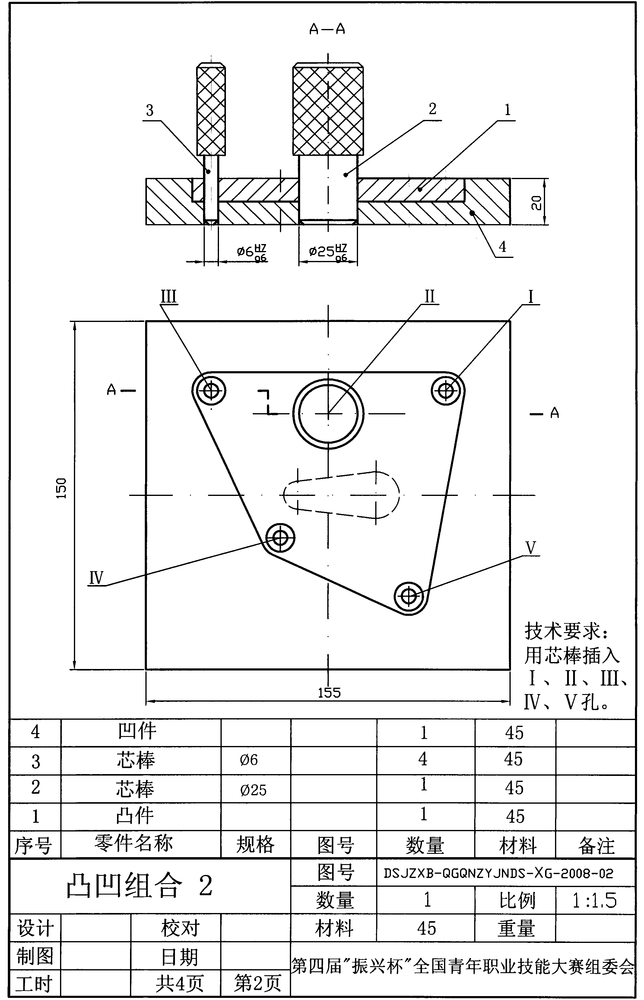 A—A
3
2
1
20
4
Ø6 H7/g6
Ø25 H7/g6
III
II
I
A
A
150
IV
V
155
技术要求：
用芯棒插入
I、II、III、
IV、V孔。
4 凹件 1 45
3 芯棒 Ø6 4 45
2 芯棒 Ø25 1 45
1 凸件 1 45
序号 零件名称 规格 图号 数量 材料 备注
凸凹组合 2
图号 DSJZXB-QGQNZYJNDS-XG-2008-02
数量 1 比例 1:1.5
设计 校对 材料 45 重量
制图 日期
第四届"振兴杯"全国青年职业技能大赛组委会
工时 共4页 第2页